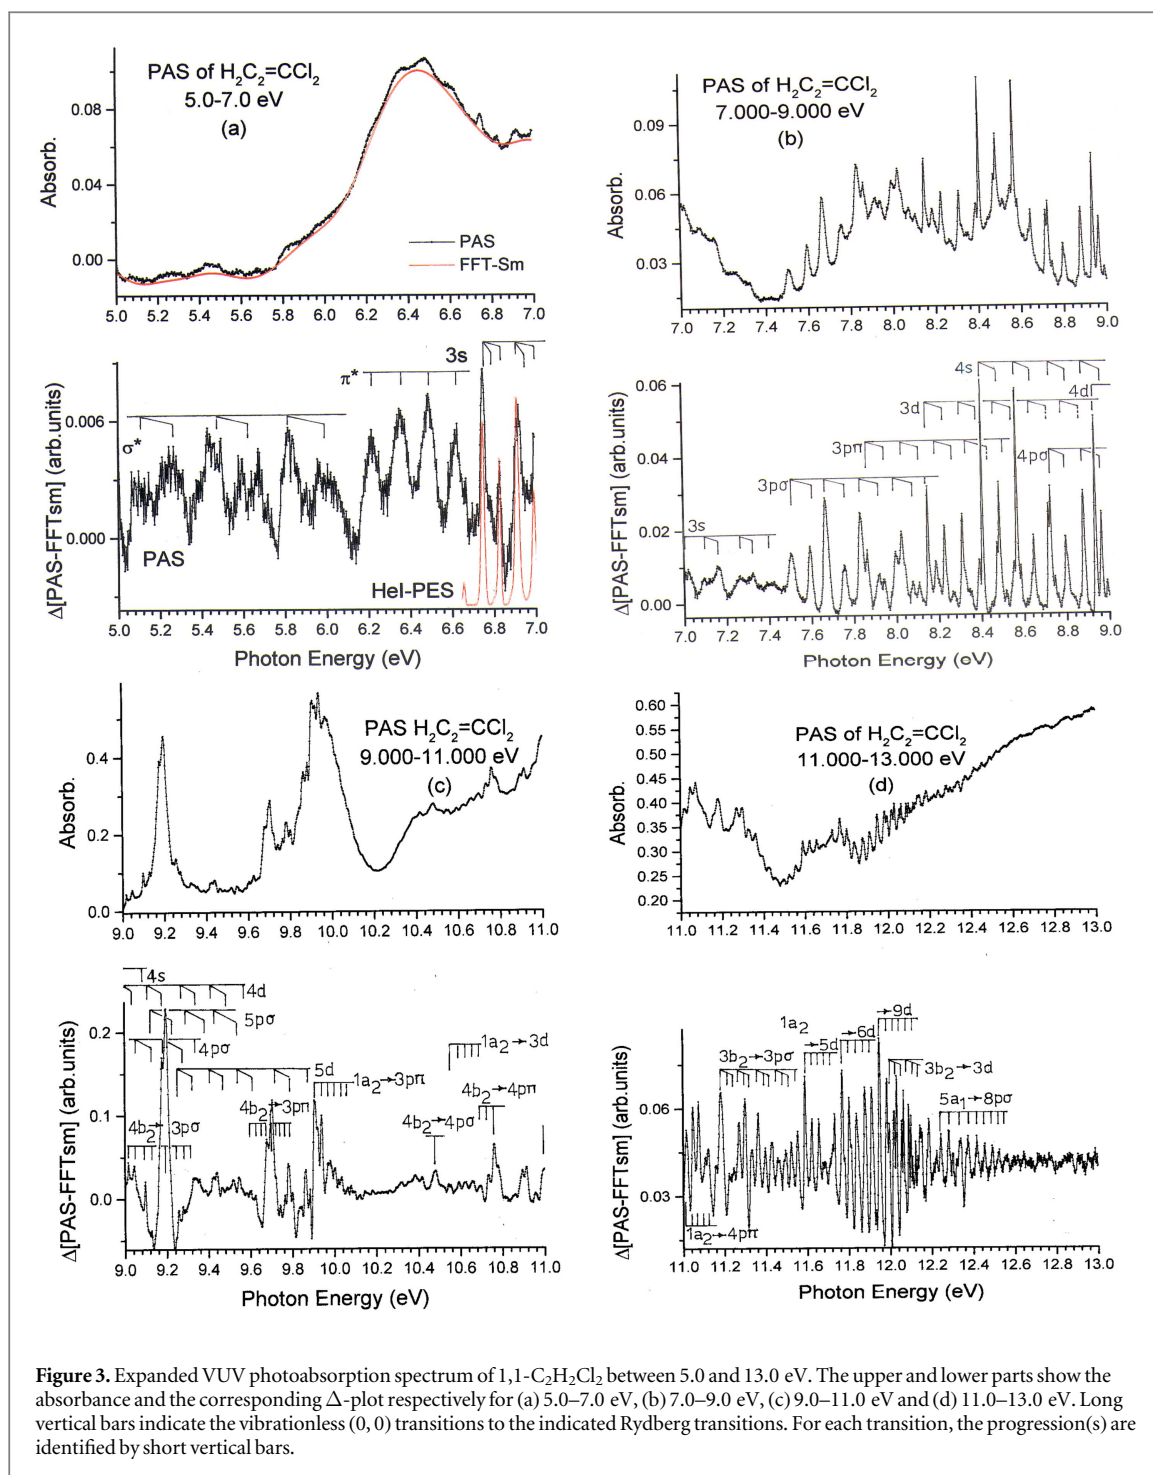 PAS of H₂C₂=CCl₂
5.0-7.0 eV
(a)
Absorb.
0.08
0.04
0.00
PAS
FFT-Sm
5.0 5.2 5.4 5.6 5.8 6.0 6.2 6.4 6.6 6.8 7.0
3s
π*
σ*
Δ[PAS-FFTsm] (arb.units)
0.006
0.000
PAS
HeI-PES
5.0 5.2 5.4 5.6 5.8 6.0 6.2 6.4 6.6 6.8 7.0
Photon Energy (eV)
PAS of H₂C₂=CCl₂
7.000-9.000 eV
(b)
Absorb.
0.09
0.06
0.03
7.0 7.2 7.4 7.6 7.8 8.0 8.2 8.4 8.6 8.8 9.0
Δ[PAS-FFTsm] (arb.units)
0.06
0.04
0.02
0.00
4s
4d
3d
3pπ
4pσ
3pσ
3s
7.0 7.2 7.4 7.6 7.8 8.0 8.2 8.4 8.6 8.8 9.0
Photon Energy (eV)
PAS H₂C₂=CCl₂
9.000-11.000 eV
(c)
Absorb.
0.4
0.2
0.0
9.0 9.2 9.4 9.6 9.8 10.0 10.2 10.4 10.6 10.8 11.0
4s
4d
5pσ
4pσ
5d
1a₂→3d
1a₂→3pπ
4b₂→3pπ
4b₂→4pπ
4b₂→4pσ
4b₂→3pσ
Δ[PAS-FFTsm] (arb.units)
0.2
0.1
0.0
9.0 9.2 9.4 9.6 9.8 10.0 10.2 10.4 10.6 10.8 11.0
Photon Energy (eV)
PAS of H₂C₂=CCl₂
11.000-13.000 eV
(d)
Absorb.
0.60
0.55
0.50
0.45
0.40
0.35
0.30
0.25
0.20
11.0 11.2 11.4 11.6 11.8 12.0 12.2 12.4 12.6 12.8 13.0
→9d
1a₂
→6d
→5d
3b₂→3pσ
3b₂→3d
5a₁→8pσ
1a₂→4pπ
Δ[PAS-FFTsm] (arb.units)
0.06
0.03
11.0 11.2 11.4 11.6 11.8 12.0 12.2 12.4 12.6 12.8 13.0
Photon Energy (eV)
Figure 3. Expanded VUV photoabsorption spectrum of 1,1-C₂H₂Cl₂ between 5.0 and 13.0 eV. The upper and lower parts show the
absorbance and the corresponding Δ-plot respectively for (a) 5.0–7.0 eV, (b) 7.0–9.0 eV, (c) 9.0–11.0 eV and (d) 11.0–13.0 eV. Long
vertical bars indicate the vibrationless (0, 0) transitions to the indicated Rydberg transitions. For each transition, the progression(s) are
identified by short vertical bars.